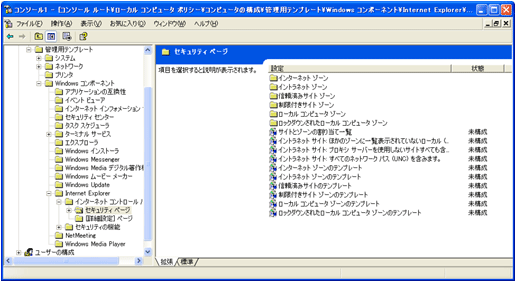 コンソール1 - [コンソール ルート¥ローカル コンピュータ ポリシー¥コンピュータの構成¥管理用テンプレート¥Windows コンポーネント¥Internet Explorer¥...
ファイル(F) 操作(A) 表示(V) お気に入り(O) ウィンドウ(W) ヘルプ(H)
管理用テンプレート
システム
ネットワーク
プリンタ
Windows コンポーネント
アプリケーションの互換性
イベント ビューア
インターネット インフォメーション
セキュリティ センター
タスク スケジューラ
ターミナル サービス
エクスプローラ
Windows インストーラ
Windows Messenger
Windows Media デジタル著作権
Windows ムービー メーカー
Windows Update
Internet Explorer
インターネット コントロール パ
セキュリティ ページ
[詳細設定] ページ
セキュリティの機能
NetMeeting
Windows Media Player
ユーザーの構成
セキュリティ ページ
項目を選択すると説明が表示されます。
設定 状態
インターネット ゾーン
イントラネット ゾーン
信頼済みサイト ゾーン
制限付きサイト ゾーン
ローカル コンピュータ ゾーン
ロックダウンされたローカル コンピュータ ゾーン
サイトとゾーンの割り当て一覧 未構成
イントラネット サイト: ほかのゾーン一覧表示されていないローカル (... 未構成
イントラネット サイト: プロキシ サーバーを使用しないサイトすべても含... 未構成
イントラネット サイト: すべてのネットワーク パス (UNC) を含めます。 未構成
インターネット ゾーンのテンプレート 未構成
イントラネット ゾーンのテンプレート 未構成
信頼済みサイトのテンプレート 未構成
制限付きサイト ゾーンのテンプレート 未構成
ローカル コンピュータ ゾーンのテンプレート 未構成
ロックダウンされたローカル コンピュータ ゾーンのテンプレート 未構成
拡張 標準